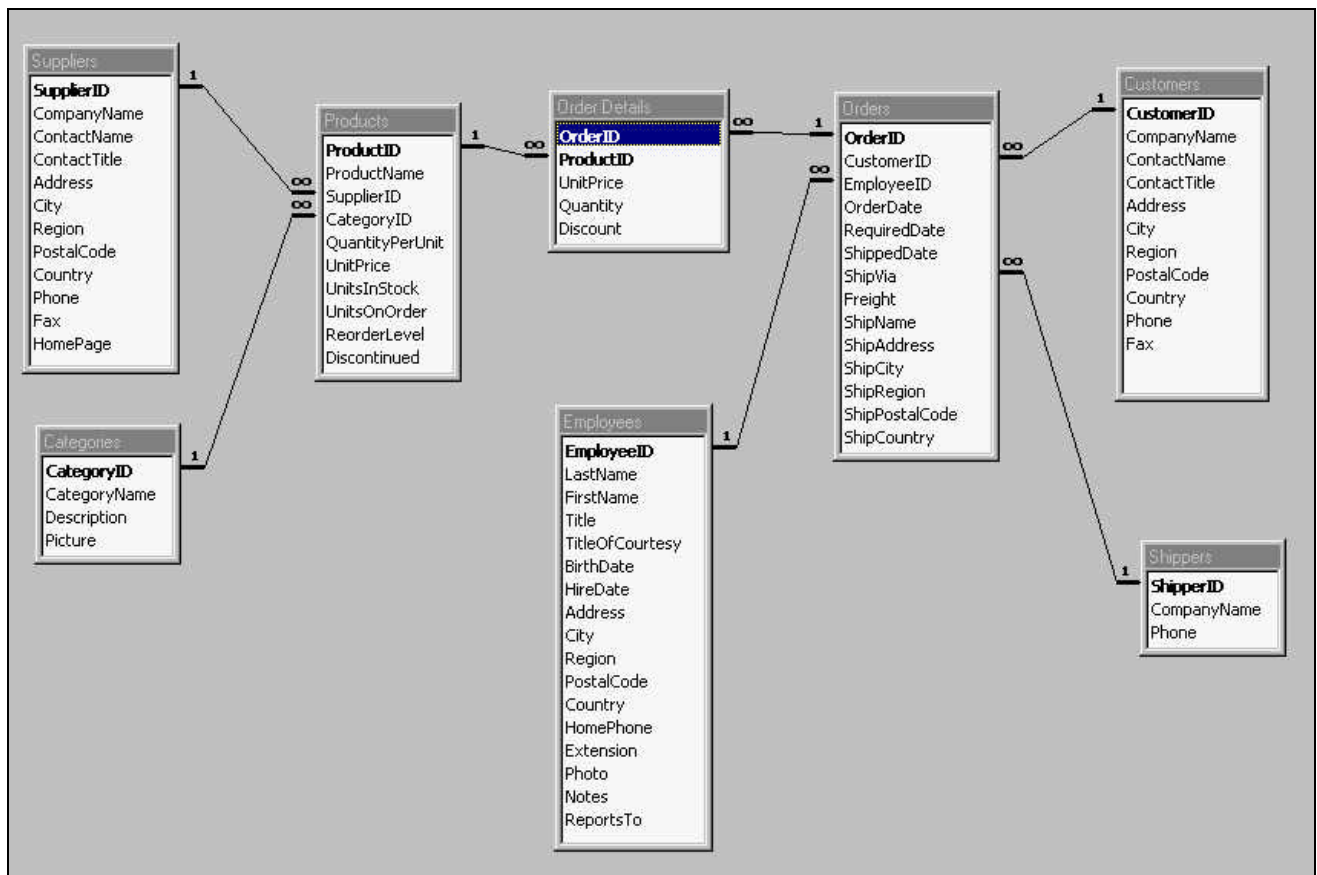 Suppliers
SupplierID
CompanyName
ContactName
ContactTitle
Address
City
Region
PostalCode
Country
Phone
Fax
HomePage
1
∞
Categories
CategoryID
CategoryName
Description
Picture
1
∞
Products
ProductID
ProductName
SupplierID
CategoryID
QuantityPerUnit
UnitPrice
UnitsInStock
UnitsOnOrder
ReorderLevel
Discontinued
1
∞
Order Details
OrderID
ProductID
UnitPrice
Quantity
Discount
∞
1
Employees
EmployeeID
LastName
FirstName
Title
TitleOfCourtesy
BirthDate
HireDate
Address
City
Region
PostalCode
Country
HomePhone
Extension
Photo
Notes
ReportsTo
1
∞
Orders
OrderID
CustomerID
EmployeeID
OrderDate
RequiredDate
ShippedDate
ShipVia
Freight
ShipName
ShipAddress
ShipCity
ShipRegion
ShipPostalCode
ShipCountry
∞
1
∞
1
Customers
CustomerID
CompanyName
ContactName
ContactTitle
Address
City
Region
PostalCode
Country
Phone
Fax
Shippers
ShipperID
CompanyName
Phone